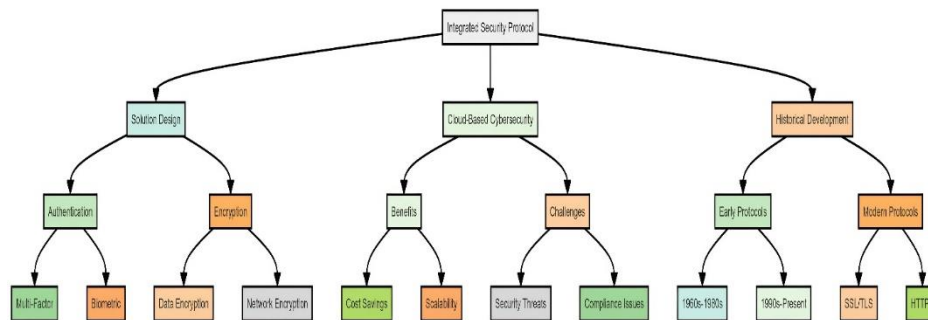 Integrated Security Protocol
Solution Design
Cloud-Based Cybersecurity
Historical Development
Authentication
Encryption
Benefits
Challenges
Early Protocols
Modern Protocols
Multi-Factor
Biometric
Data Encryption
Network Encryption
Cost Savings
Scalability
Security Threats
Compliance Issues
1960s-1980s
1990s-Present
SSL/TLS
HTTP